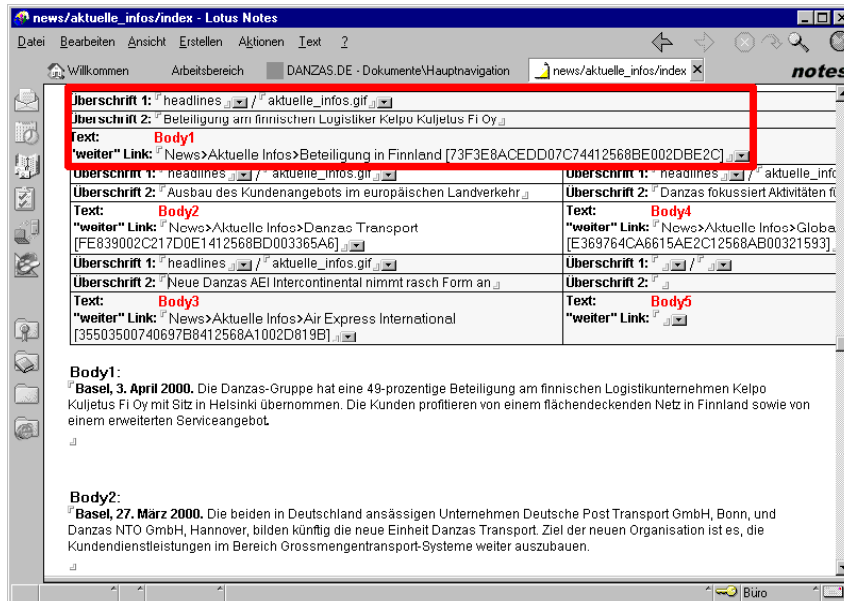 news/aktuelle_infos/index - Lotus Notes
Datei Bearbeiten Ansicht Erstellen Aktionen Text ?
Willkommen Arbeitsbereich DANZAS.DE - Dokumente\Hauptnavigation news/aktuelle_infos/index notes
Überschrift 1: headlines / aktuelle_infos.gif
Überschrift 2: Beteiligung am finnischen Logistiker Kelpo Kuljetus Fi Oy
Text: Body1
"weiter" Link: News>Aktuelle Infos>Beteiligung in Finnland [73F3E8ACEDD07C74412568BE002DBE2C]
Überschrift 1: headlines / aktuelle_infos.gif
Überschrift 2: Ausbau des Kundenangebots im europäischen Landverkehr
Text: Body2
"weiter" Link: News>Aktuelle Infos>Danzas Transport
[FE839002C217D0E1412568BD003365A6]
Überschrift 1: headlines / aktuelle_info
Überschrift 2: Danzas fokussiert Aktivitäten fü
Text: Body4
"weiter" Link: News>Aktuelle Infos>Globa
[E369764CA6615AE2C12568AB00321593]
Überschrift 1: headlines / aktuelle_infos.gif
Überschrift 2: Neue Danzas AEI Intercontinental nimmt rasch Form an
Text: Body3
"weiter" Link: News>Aktuelle Infos>Air Express International
[35503500740697B8412568A1002D819B]
Überschrift 1: /
Überschrift 2:
Text: Body5
"weiter" Link:
Body1:
Basel, 3. April 2000. Die Danzas-Gruppe hat eine 49-prozentige Beteiligung am finnischen Logistikunternehmen Kelpo
Kuljetus Fi Oy mit Sitz in Helsinki übernommen. Die Kunden profitieren von einem flächendeckenden Netz in Finnland sowie von
einem erweiterten Serviceangebot.
Body2:
Basel, 27. März 2000. Die beiden in Deutschland ansässigen Unternehmen Deutsche Post Transport GmbH, Bonn, und
Danzas NTO GmbH, Hannover, bilden künftig die neue Einheit Danzas Transport. Ziel der neuen Organisation ist es, die
Kundendienstleistungen im Bereich Grossmengentransport-Systeme weiter auszubauen.
Büro